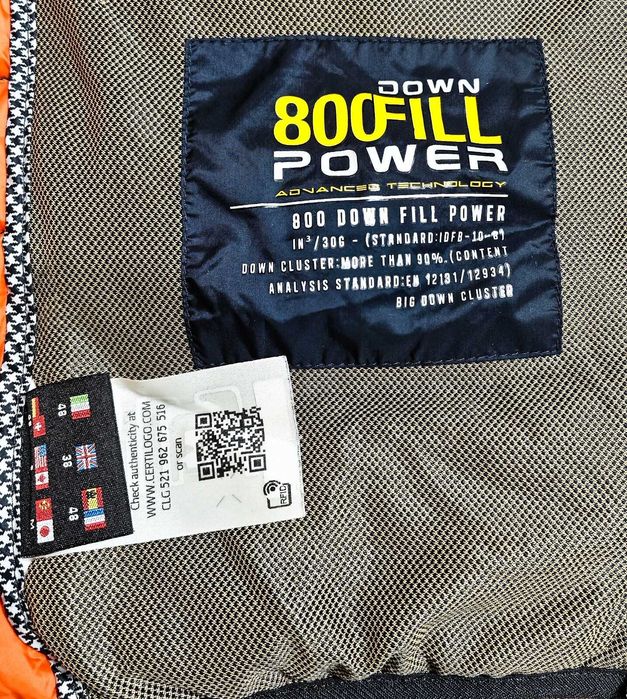 DOWN
800FILL
POWER
ADVANCED TECHNOLOGY
800 DOWN FILL POWER
IN³/30G - (STANDARD:IDFB-10-B)
DOWN CLUSTER:MORE THAN 90%.(CONTENT
ANALYSIS STANDARD:EN 12131/12934)
BIG DOWN CLUSTER
Check authenticity at
WWW.CERTILOGO.COM
CLG 521 962 675 516
or scan
RFID
48
38
48
M